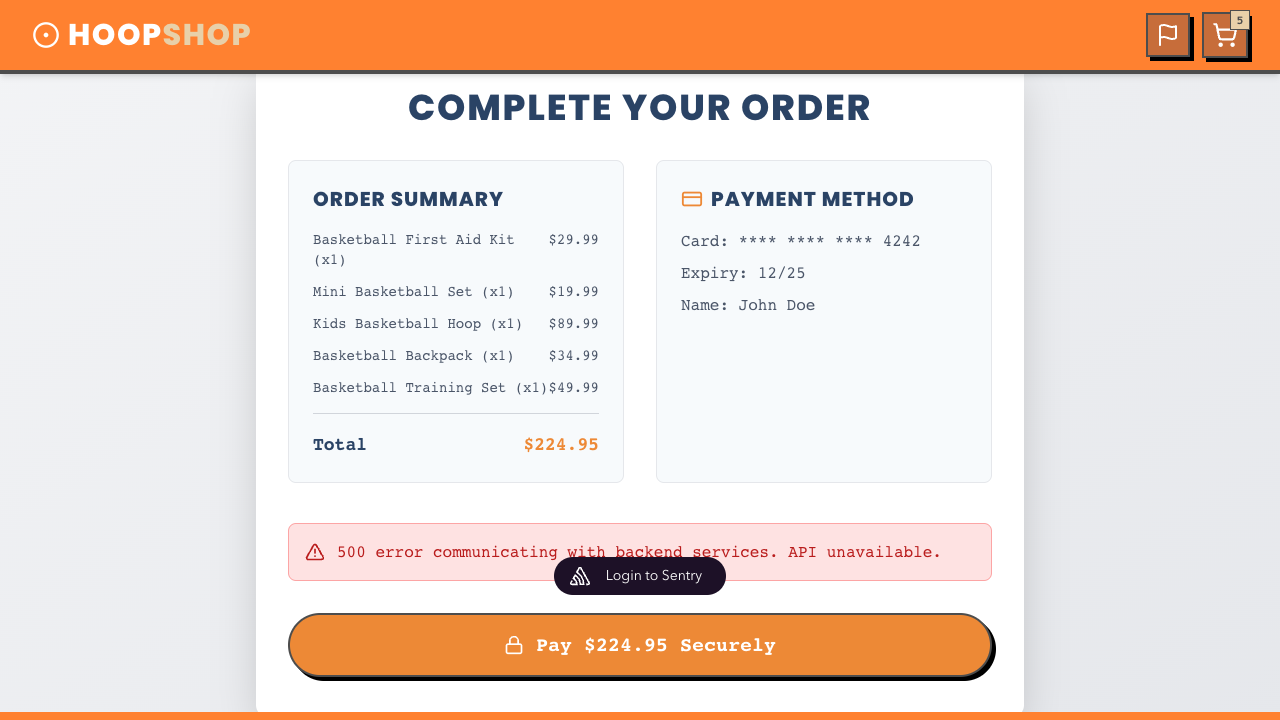 HOOPSHOP
5
COMPLETE YOUR ORDER
ORDER SUMMARY
Basketball First Aid Kit (x1) $29.99
Mini Basketball Set (x1) $19.99
Kids Basketball Hoop (x1) $89.99
Basketball Backpack (x1) $34.99
Basketball Training Set (x1) $49.99
Total $224.95
PAYMENT METHOD
Card: **** **** **** 4242
Expiry: 12/25
Name: John Doe
500 error communicating with backend services. API unavailable.
Login to Sentry
Pay $224.95 Securely